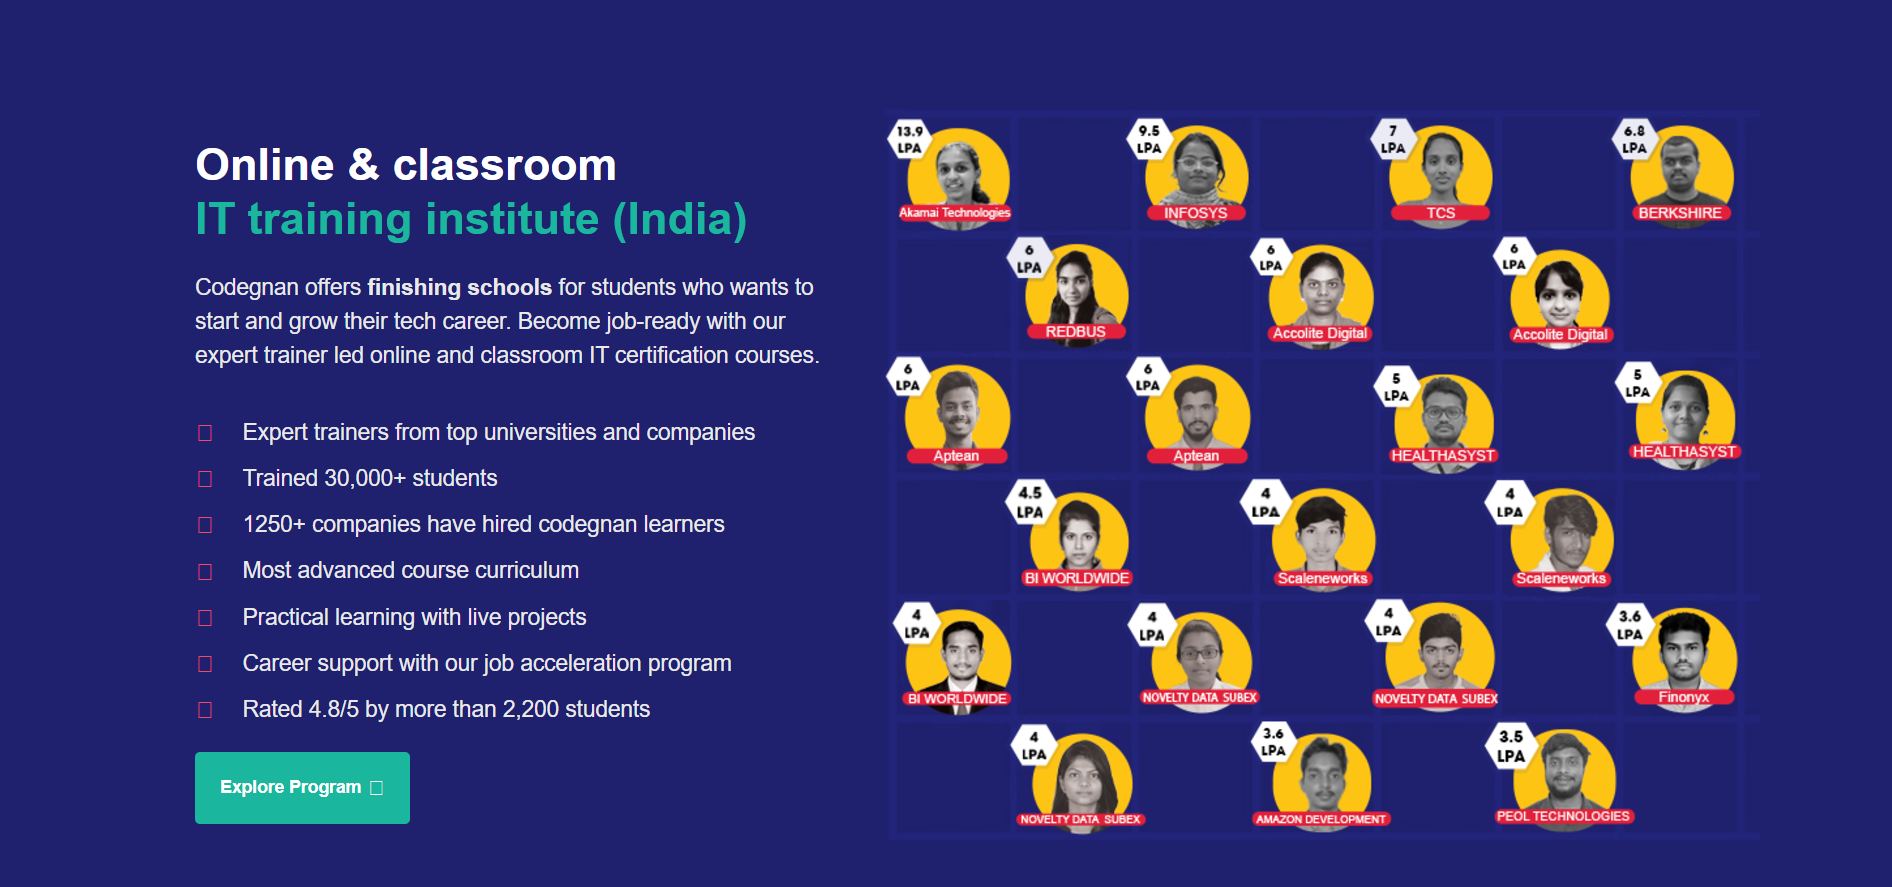 Online & classroom
IT training institute (India)
Codegnan offers finishing schools for students who wants to
start and grow their tech career. Become job-ready with our
expert trainer led online and classroom IT certification courses.
Expert trainers from top universities and companies
Trained 30,000+ students
1250+ companies have hired codegnan learners
Most advanced course curriculum
Practical learning with live projects
Career support with our job acceleration program
Rated 4.8/5 by more than 2,200 students
Explore Program
13.9
LPA
Akamai Technologies
9.5
LPA
INFOSYS
7
LPA
TCS
6.8
LPA
BERKSHIRE
6
LPA
REDBUS
6
LPA
Accolite Digital
6
LPA
Accolite Digital
6
LPA
Aptean
6
LPA
Aptean
5
LPA
HEALTHASYST
5
LPA
HEALTHASYST
4.5
LPA
BI WORLDWIDE
4
LPA
Scaleneworks
4
LPA
Scaleneworks
4
LPA
BI WORLDWIDE
4
LPA
NOVELTY DATA SUBEX
4
LPA
NOVELTY DATA SUBEX
3.6
LPA
Finonyx
4
LPA
NOVELTY DATA SUBEX
3.6
LPA
AMAZON DEVELOPMENT
3.5
LPA
PEOL TECHNOLOGIES